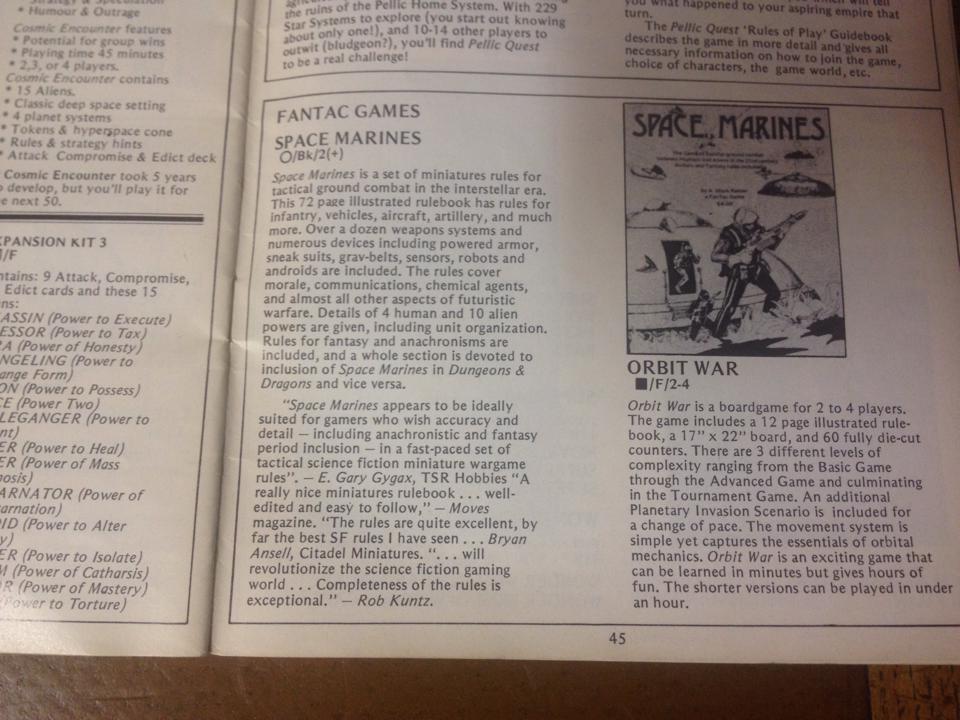 * Strategy & Speculation
* Humour & Outrage
Cosmic Encounter features
* Potential for group wins
* Playing time 45 minutes
* 2,3, or 4 players.
Cosmic Encounter contains
* 15 Aliens.
* Classic deep space setting
* 4 planet systems
* Tokens & hyperspace cone
* Rules & strategy hints
* Attack Compromise & Edict deck
Cosmic Encounter took 5 years
develop, but you'll play it for
next 50.
XPANSION KIT 3
/F
ntains: 9 Attack, Compromise,
Edict cards and these 15
ns:
ASSIN (Power to Execute)
ESSOR (Power to Tax)
RA (Power of Honesty)
NGELING (Power to
ange Form)
ON (Power to Possess)
CE (Power Two)
LEGANGER (Power to
nt)
ER (Power to Heal)
ER (Power of Mass
nosis)
ARNATOR (Power of
carnation)
RID (Power to Alter
y)
ER (Power to Isolate)
M (Power of Catharsis)
OR (Power of Mastery)
(Power to Torture)
the ruins of the Pellic Home System. With 229
Star Systems to explore (you start out knowing
about only one!), and 10-14 other players to
outwit (bludgeon?), you'll find Pellic Quest
to be a real challenge!
you what happened to your aspiring empire that
turn.
The Pellic Quest 'Rules of Play' Guidebook
describes the game in more detail and gives all
necessary information on how to join the game,
choice of characters, the game world, etc.
FANTAC GAMES
SPACE MARINES
O/Bk/2(+)
Space Marines is a set of miniatures rules for
tactical ground combat in the interstellar era.
This 72 page illustrated rulebook has rules for
infantry, vehicles, aircraft, artillery, and much
more. Over a dozen weapons systems and
numerous devices including powered armor,
sneak suits, grav-belts, sensors, robots and
androids are included. The rules cover
morale, communications, chemical agents,
and almost all other aspects of futuristic
warfare. Details of 4 human and 10 alien
powers are given, including unit organization.
Rules for fantasy and anachronisms are
included, and a whole section is devoted to
inclusion of Space Marines in Dungeons &
Dragons and vice versa.
"Space Marines appears to be ideally
suited for gamers who wish accuracy and
detail — including anachronistic and fantasy
period inclusion — in a fast-paced set of
tactical science fiction miniature wargame
rules". — E. Gary Gygax, TSR Hobbies "A
really nice miniatures rulebook . . . well-
edited and easy to follow," — Moves
magazine. "The rules are quite excellent, by
far the best SF rules I have seen . . . Bryan
Ansell, Citadel Miniatures. ". . . will
revolutionize the science fiction gaming
world . . . Completeness of the rules is
exceptional." — Rob Kuntz.
SPACE MARINES
ORBIT WAR
■/F/2-4
Orbit War is a boardgame for 2 to 4 players.
The game includes a 12 page illustrated rule-
book, a 17" x 22" board, and 60 fully die-cut
counters. There are 3 different levels of
complexity ranging from the Basic Game
through the Advanced Game and culminating
in the Tournament Game. An additional
Planetary Invasion Scenario is included for
a change of pace. The movement system is
simple yet captures the essentials of orbital
mechanics. Orbit War is an exciting game that
can be learned in minutes but gives hours of
fun. The shorter versions can be played in under
an hour.
45